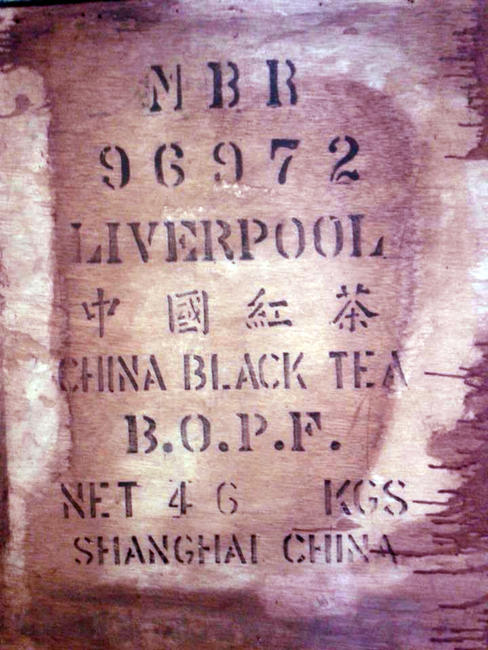 MBR
96972
LIVERPOOL
中國紅茶
CHINA BLACK TEA
B.O.P.F.
NET 46 KGS
SHANGHAI CHINA